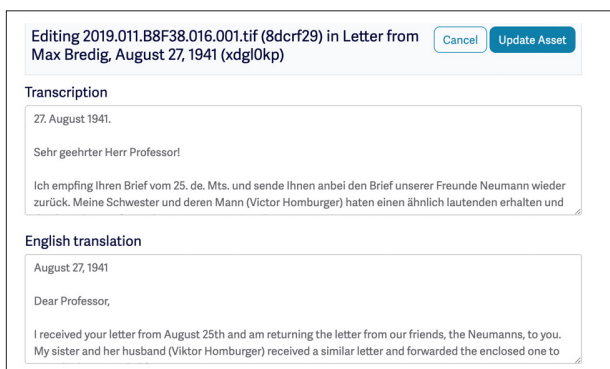 Editing 2019.011.B8F38.016.001.tif (8dcrf29) in Letter from
Max Bredig, August 27, 1941 (xdgl0kp)
Cancel
Update Asset
Transcription
27. August 1941.
Sehr geehrter Herr Professor!
Ich empfing Ihren Brief vom 25. de. Mts. und sende Ihnen anbei den Brief unserer Freunde Neumann wieder
zurück. Meine Schwester und deren Mann (Victor Homburger) haten einen ähnlich lautenden erhalten und
English translation
August 27, 1941
Dear Professor,
I received your letter from August 25th and am returning the letter from our friends, the Neumanns, to you.
My sister and her husband (Viktor Homburger) received a similar letter and forwarded the enclosed one to